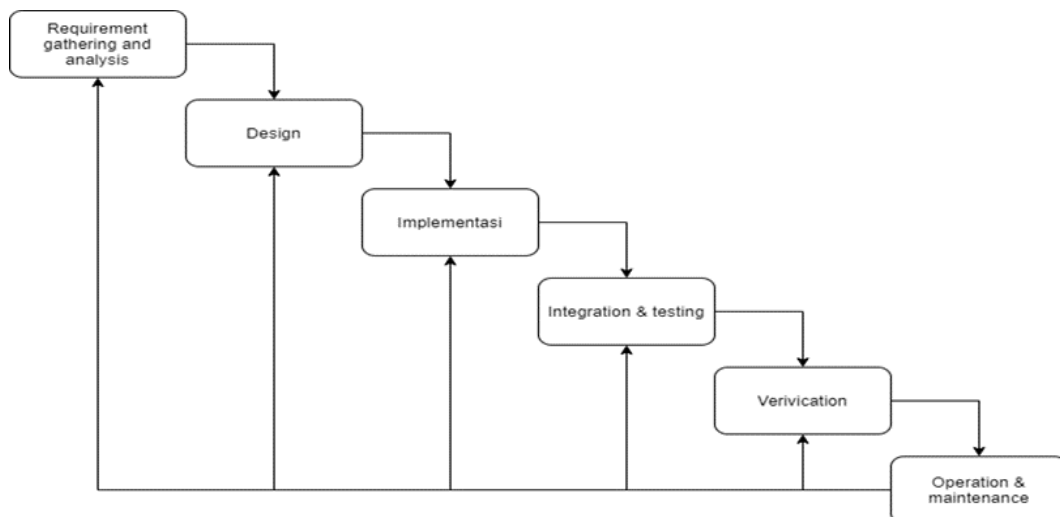 Requirement
gathering and
analysis
Design
Implementasi
Integration & testing
Verivication
Operation &
maintenance